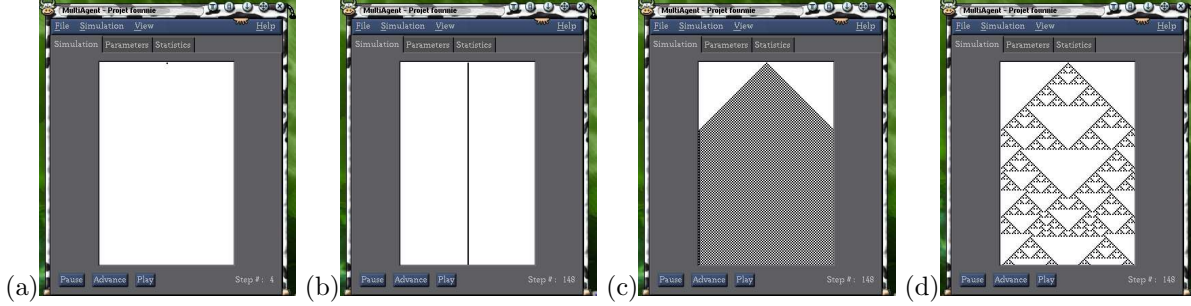 MultiAgent - Projet fourmie
File Simulation View Help
Simulation Parameters Statistics
Pause Advance Play Step # : 4
(a)
MultiAgent - Projet fourmie
File Simulation View Help
Simulation Parameters Statistics
Pause Advance Play Step # : 148
(b)
MultiAgent - Projet fourmie
File Simulation View Help
Simulation Parameters Statistics
Pause Advance Play Step # : 148
(c)
MultiAgent - Projet fourmie
File Simulation View Help
Simulation Parameters Statistics
Pause Advance Play Step # : 148
(d)